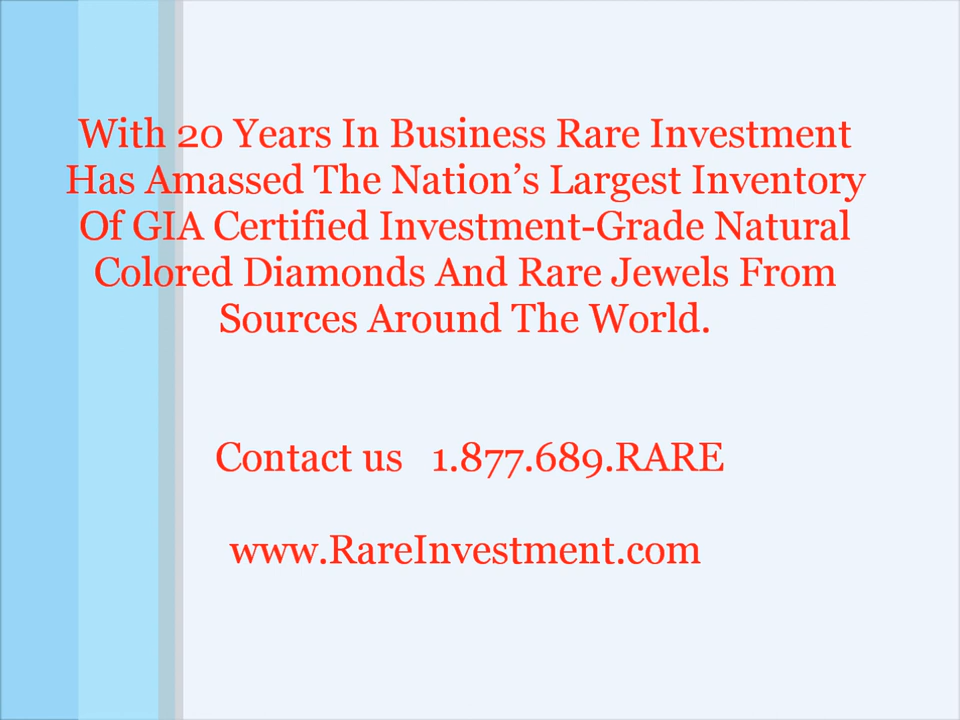 With 20 Years In Business Rare Investment
Has Amassed The Nation’s Largest Inventory
Of GIA Certified Investment-Grade Natural
Colored Diamonds And Rare Jewels From
Sources Around The World.
Contact us 1.877.689.RARE
www.RareInvestment.com